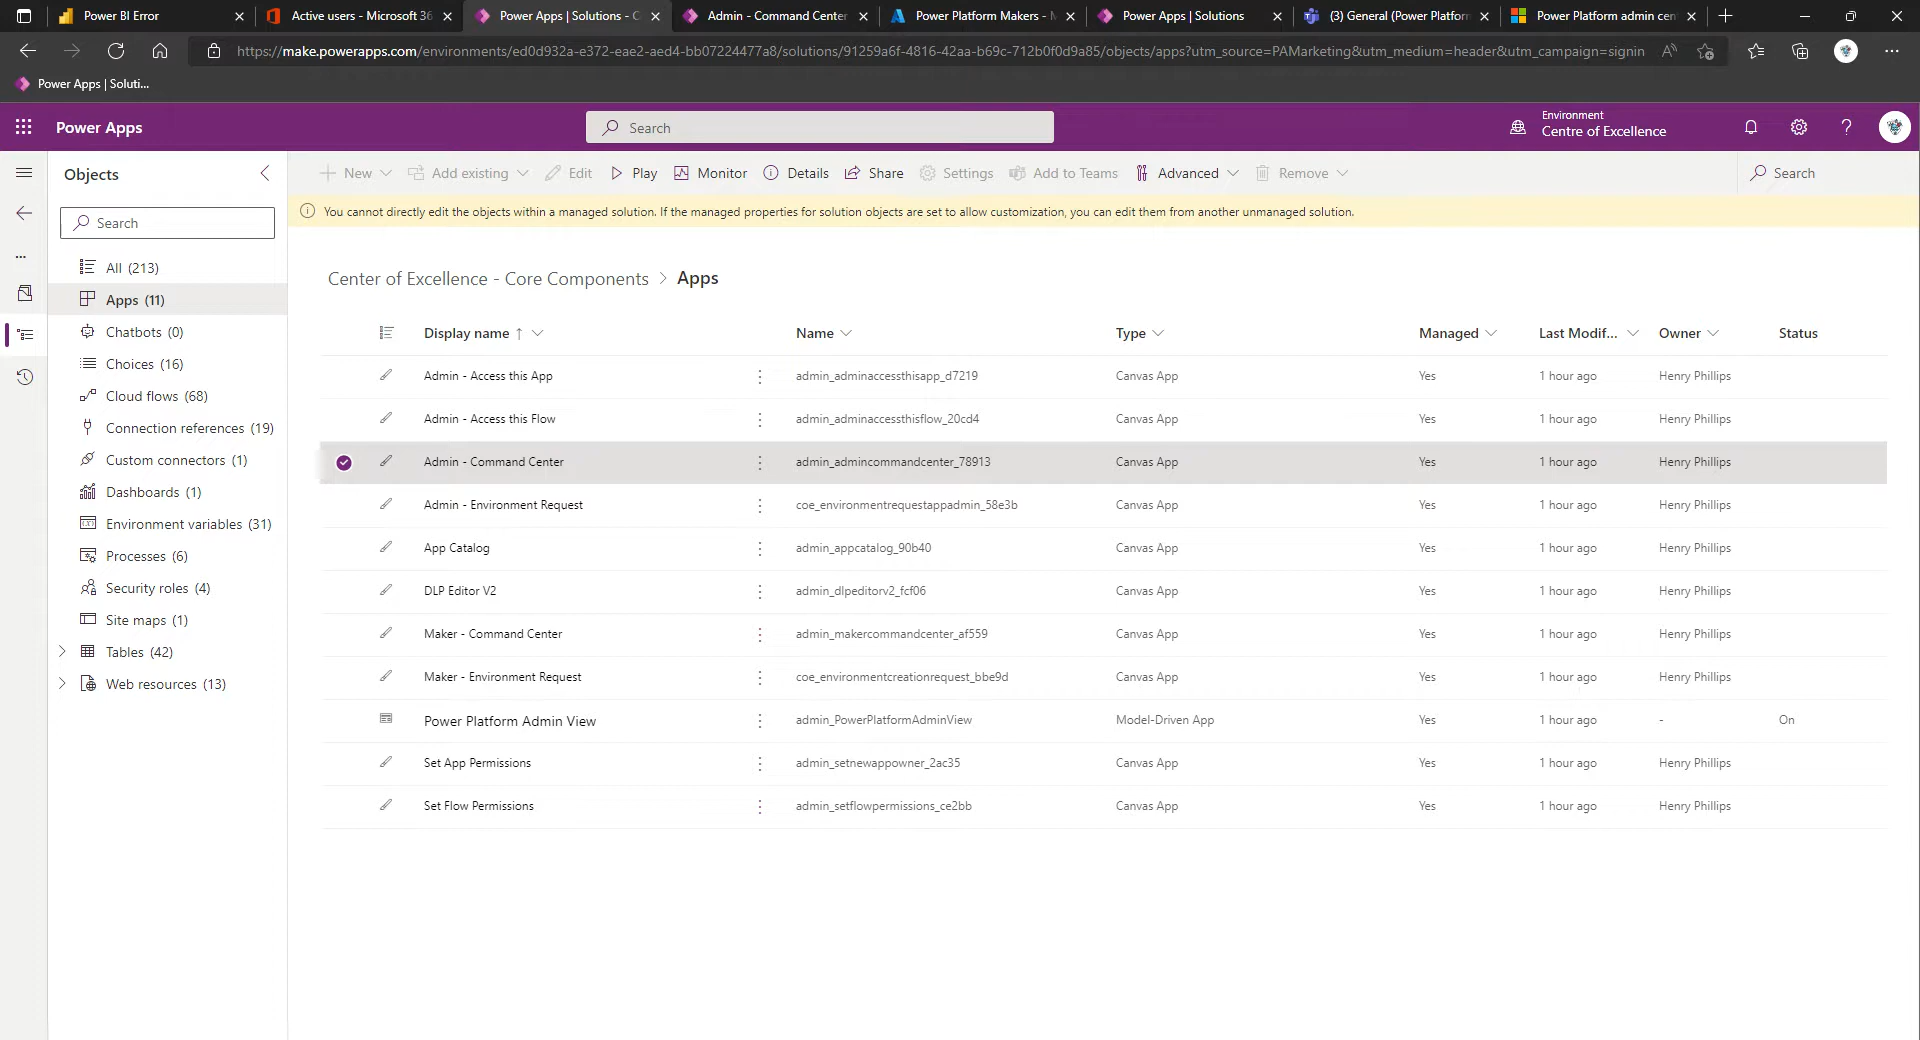 Power BI Error
Active users - Microsoft 36
Power Apps | Solutions - C
Admin - Command Center
Power Platform Makers - M
Power Apps | Solutions
(3) General (Power Platform
Power Platform admin cen
https://make.powerapps.com/environments/ed0d932a-e372-eae2-aed4-bb07224477a8/solutions/91259a6f-4816-42aa-b69c-712b0f0d9a85/objects/apps?utm_source=PAMarketing&utm_medium=header&utm_campaign=signin
Power Apps | Soluti...
Power Apps
Search
Environment
Centre of Excellence
Objects
New
Add existing
Edit
Play
Monitor
Details
Share
Settings
Add to Teams
Advanced
Remove
Search
You cannot directly edit the objects within a managed solution. If the managed properties for solution objects are set to allow customization, you can edit them from another unmanaged solution.
Search
All (213)
Apps (11)
Chatbots (0)
Choices (16)
Cloud flows (68)
Connection references (19)
Custom connectors (1)
Dashboards (1)
Environment variables (31)
Processes (6)
Security roles (4)
Site maps (1)
Tables (42)
Web resources (13)
Center of Excellence - Core Components > Apps
Display name ↑ Name Type Managed Last Modif... Owner Status
Admin - Access this App admin_adminaccessthisapp_d7219 Canvas App Yes 1 hour ago Henry Phillips
Admin - Access this Flow admin_adminaccessthisflow_20cd4 Canvas App Yes 1 hour ago Henry Phillips
Admin - Command Center admin_admincommandcenter_78913 Canvas App Yes 1 hour ago Henry Phillips
Admin - Environment Request coe_environmentrequestappadmin_58e3b Canvas App Yes 1 hour ago Henry Phillips
App Catalog admin_appcatalog_90b40 Canvas App Yes 1 hour ago Henry Phillips
DLP Editor V2 admin_dlpeditorv2_fcf06 Canvas App Yes 1 hour ago Henry Phillips
Maker - Command Center admin_makercommandcenter_af559 Canvas App Yes 1 hour ago Henry Phillips
Maker - Environment Request coe_environmentcreationrequest_bbe9d Canvas App Yes 1 hour ago Henry Phillips
Power Platform Admin View admin_PowerPlatformAdminView Model-Driven App Yes 1 hour ago - On
Set App Permissions admin_setnewappowner_2ac35 Canvas App Yes 1 hour ago Henry Phillips
Set Flow Permissions admin_setflowpermissions_ce2bb Canvas App Yes 1 hour ago Henry Phillips